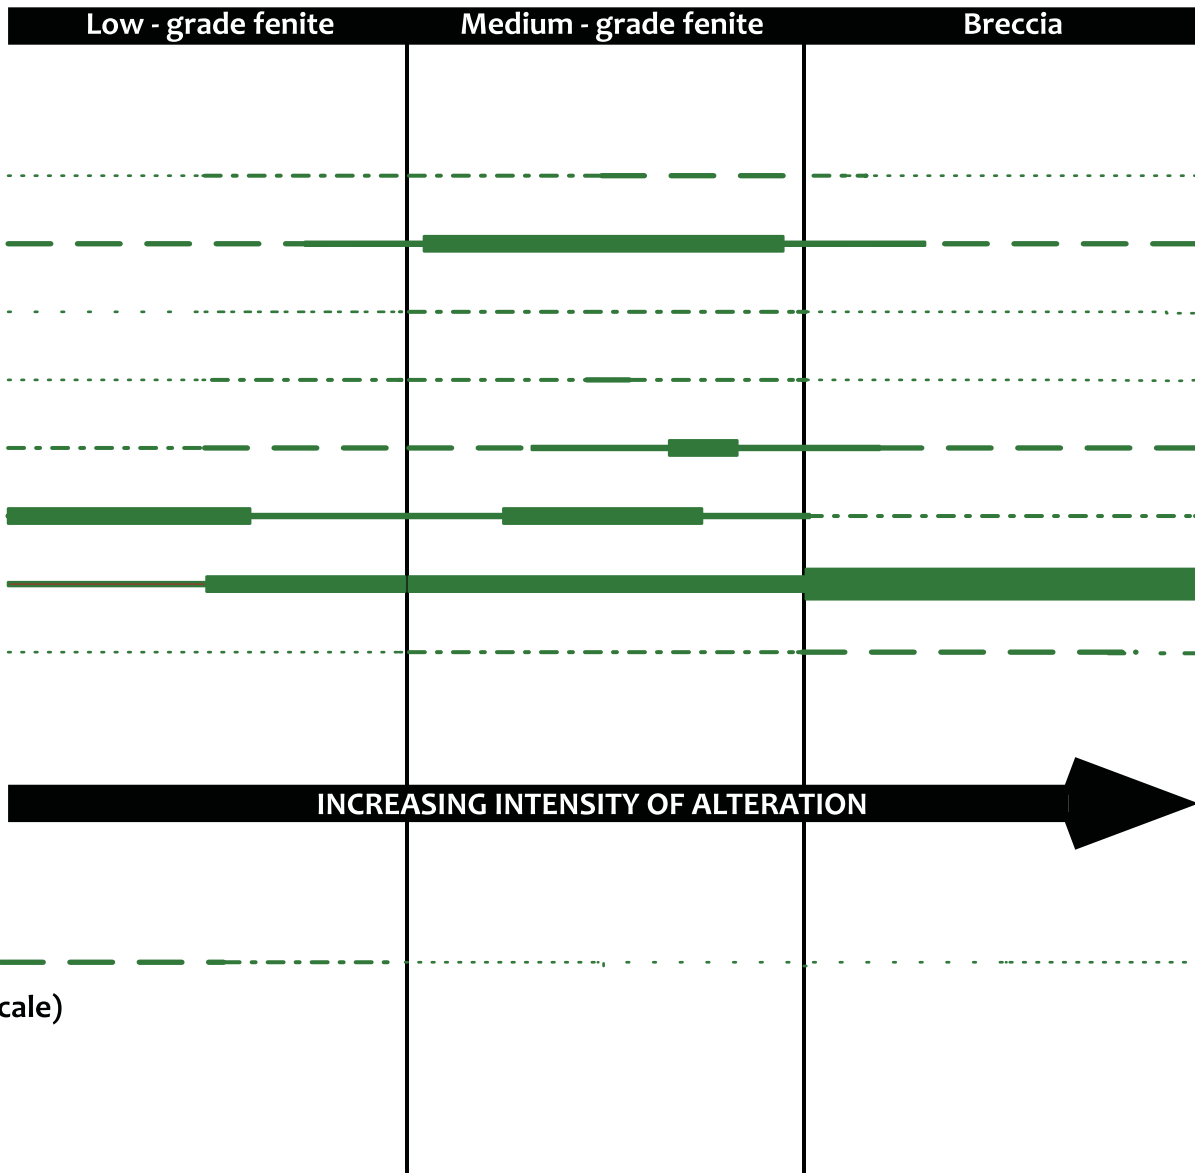 Low - grade fenite Medium - grade fenite Breccia
INCREASING INTENSITY OF ALTERATION
cale)